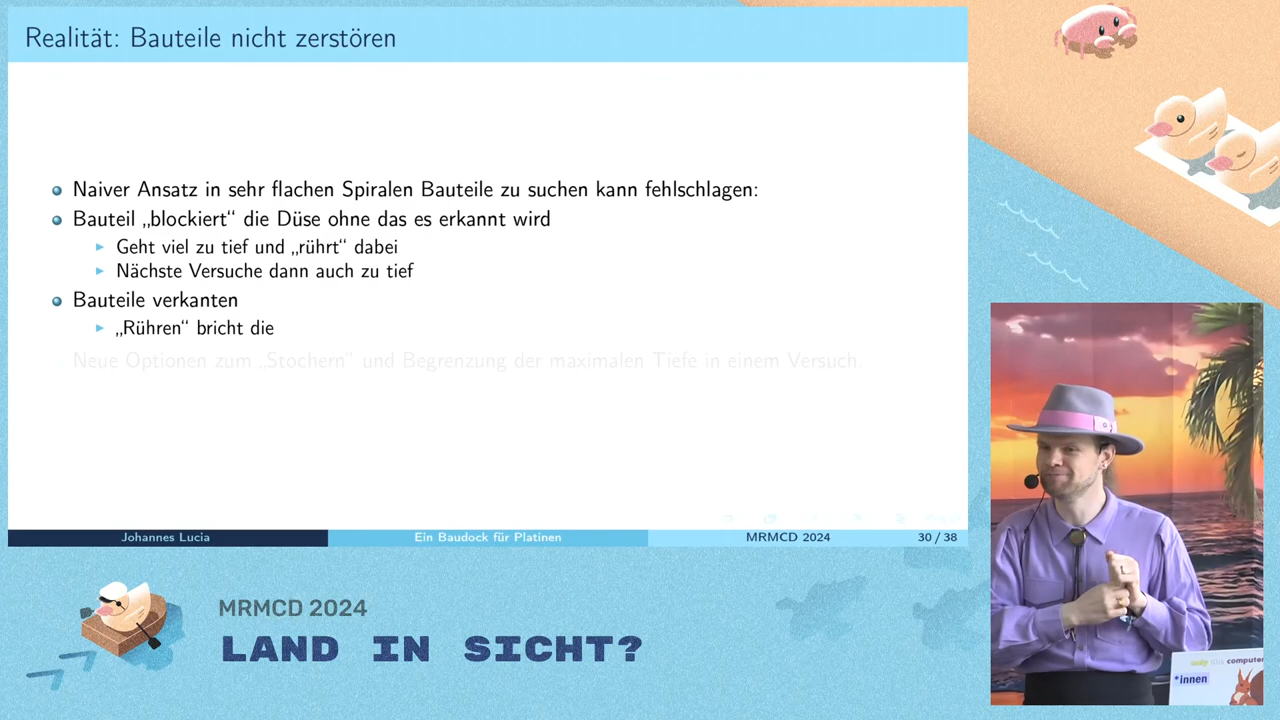 Realität: Bauteile nicht zerstören
Naiver Ansatz in sehr flachen Spiralen Bauteile zu suchen kann fehlschlagen:
Bauteil „blockiert“ die Düse ohne das es erkannt wird
Geht viel zu tief und „rührt“ dabei
Nächste Versuche dann auch zu tief
Bauteile verkanten
„Rühren“ bricht die
Neue Optionen zum „Stochern“ und Begrenzung der maximalen Tiefe in einem Versuch.
Johannes Lucia
Ein Baudock für Platinen
MRMCD 2024
30 / 38
MRMCD 2024
LAND IN SICHT?
computer
*innen